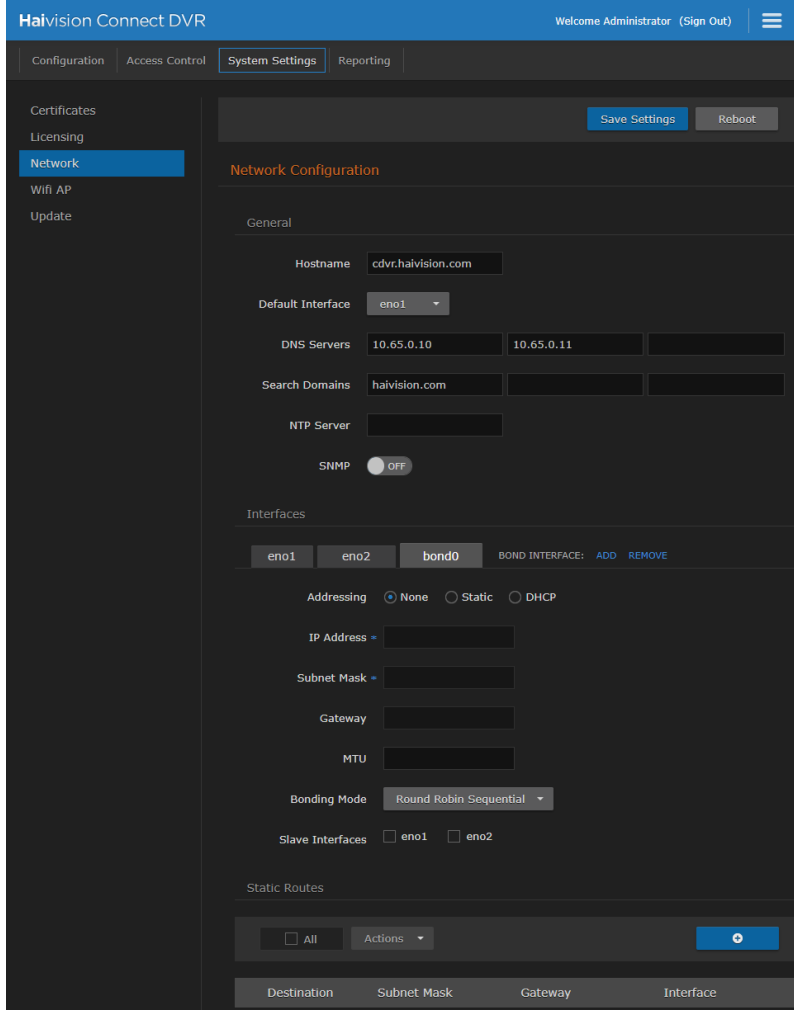 Haivision Connect DVR
Welcome Administrator (Sign Out)
Configuration Access Control System Settings Reporting
Certificates
Licensing
Network
Wifi AP
Update
Save Settings Reboot
Network Configuration
General
Hostname cdvr.haivision.com
Default Interface eno1
DNS Servers 10.65.0.10 10.65.0.11
Search Domains haivision.com
NTP Server
SNMP OFF
Interfaces
eno1 eno2 bond0 BOND INTERFACE: ADD REMOVE
Addressing None Static DHCP
IP Address *
Subnet Mask *
Gateway
MTU
Bonding Mode Round Robin Sequential
Slave Interfaces eno1 eno2
Static Routes
All Actions
Destination Subnet Mask Gateway Interface